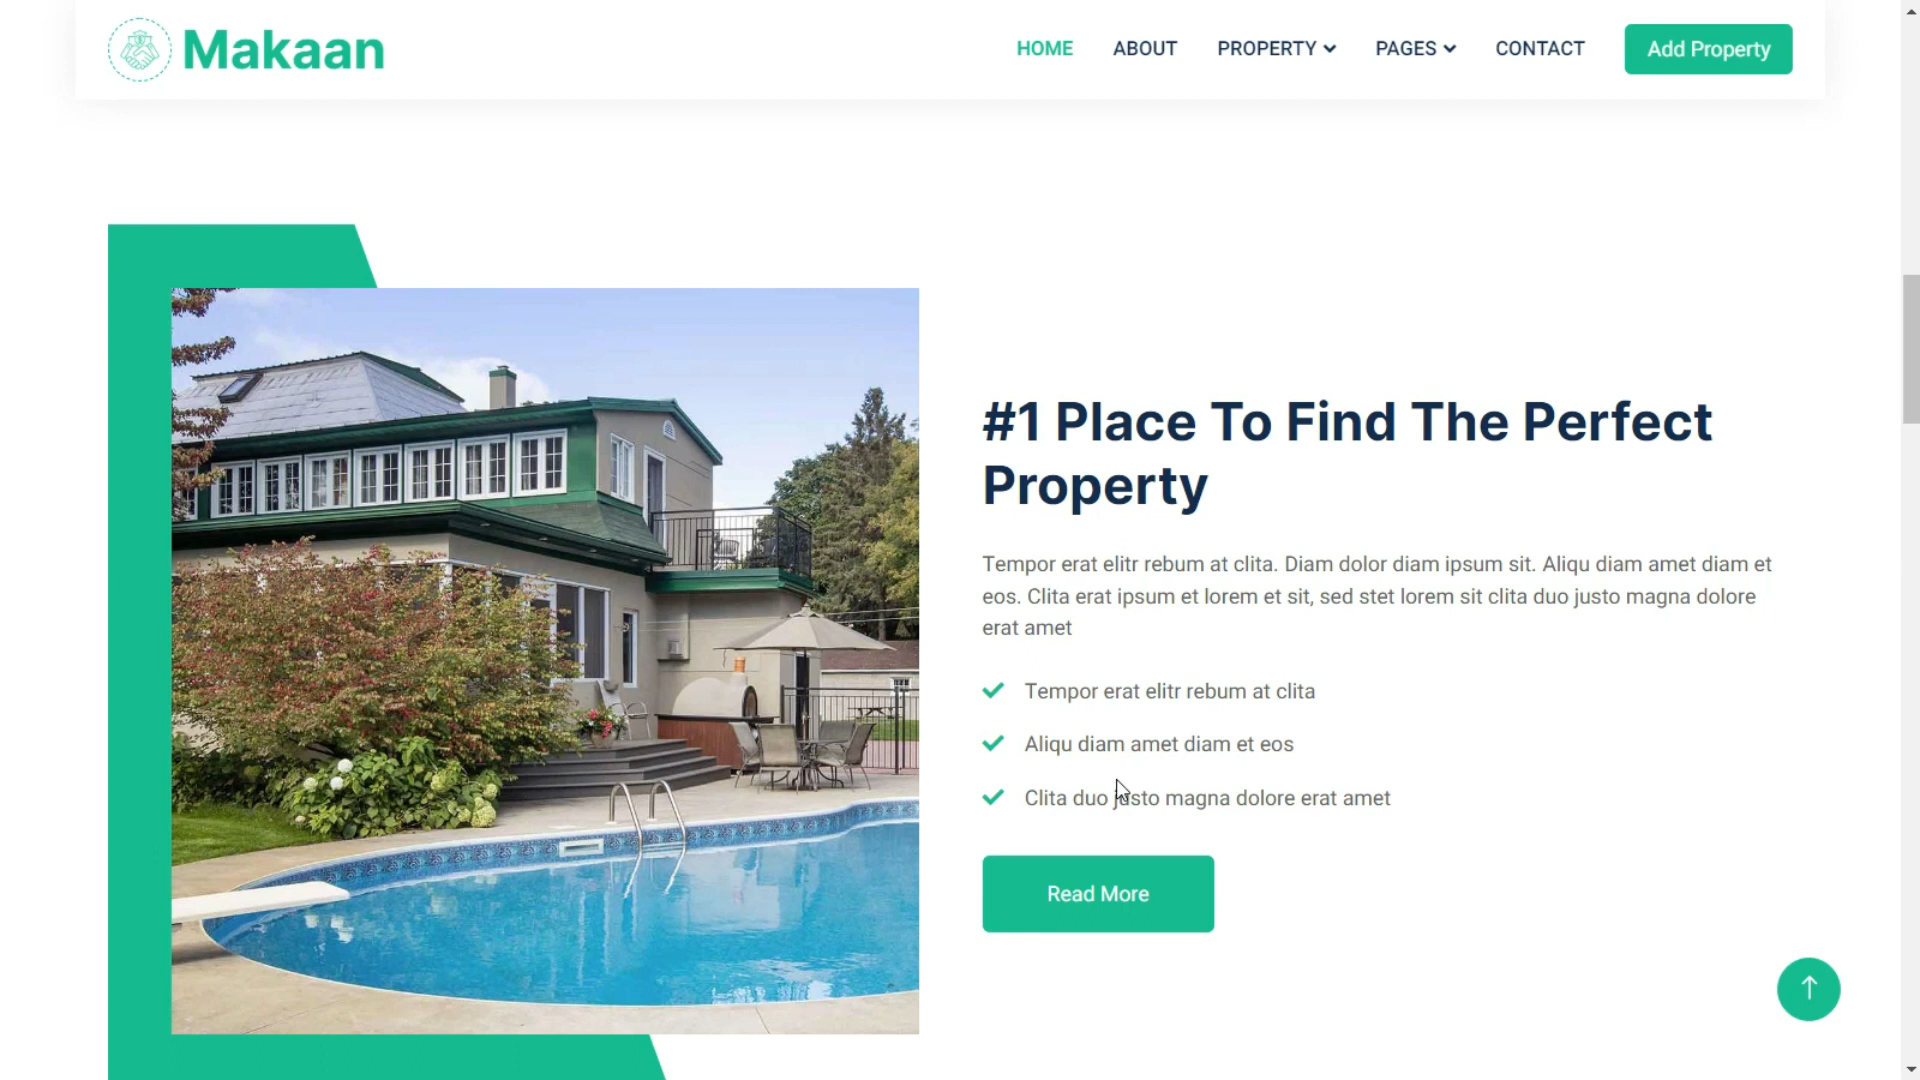 Makaan
HOME
ABOUT
PROPERTY
PAGES
CONTACT
Add Property
#1 Place To Find The Perfect
Property
Tempor erat elitr rebum at clita. Diam dolor diam ipsum sit. Aliqu diam amet diam et
eos. Clita erat ipsum et lorem et sit, sed stet lorem sit clita duo justo magna dolore
erat amet
Tempor erat elitr rebum at clita
Aliqu diam amet diam et eos
Clita duo justo magna dolore erat amet
Read More